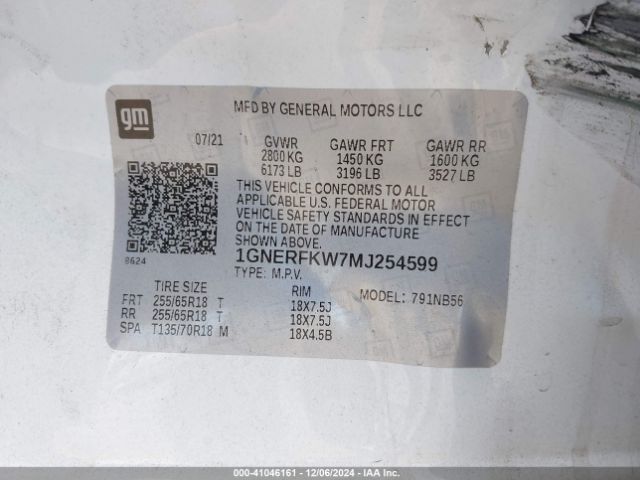 gm
MFD BY GENERAL MOTORS LLC
07/21 GVWR GAWR FRT GAWR RR
2800 KG 1450 KG 1600 KG
6173 LB 3196 LB 3527 LB
THIS VEHICLE CONFORMS TO ALL
APPLICABLE U.S. FEDERAL MOTOR
VEHICLE SAFETY STANDARDS IN EFFECT
ON THE DATE OF MANUFACTURE
SHOWN ABOVE.
8624
1GNERFKW7MJ254599
TYPE: M.P.V.
TIRE SIZE RIM MODEL: 791NB56
FRT 255/65R18 T 18X7.5J
RR 255/65R18 T 18X7.5J
SPA T135/70R18 M 18X4.5B
00-41046161 - 12/06/2024 - IAA Inc.